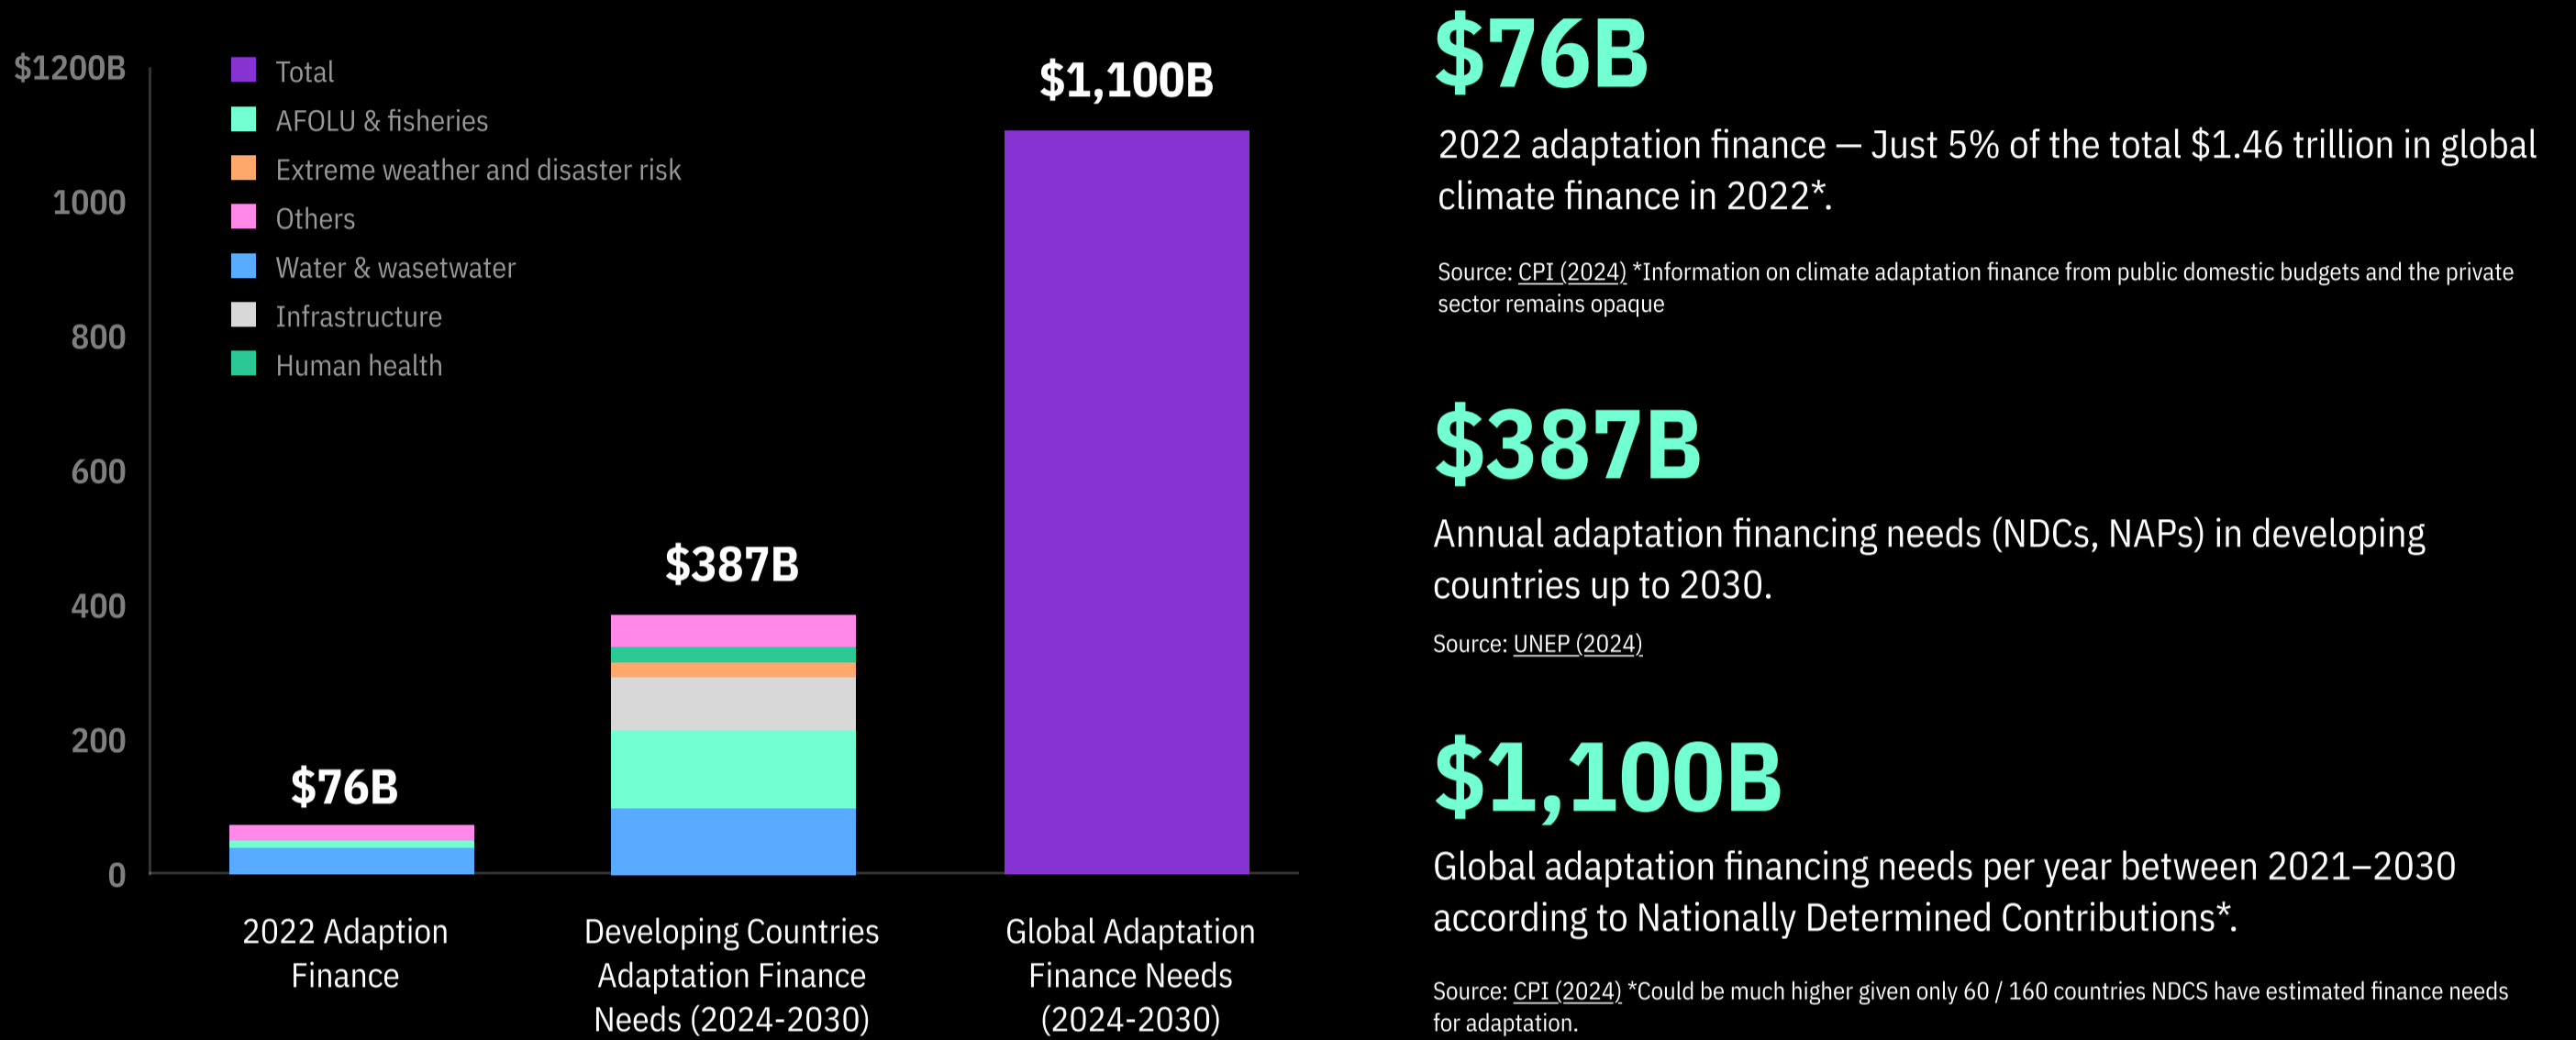 $1200B
1000
800
600
400
200
0
Total
AFOLU & fisheries
Extreme weather and disaster risk
Others
Water & wasetwater
Infrastructure
Human health
$76B
$387B
$1,100B
2022 Adaption
Finance
Developing Countries
Adaptation Finance
Needs (2024-2030)
Global Adaptation
Finance Needs
(2024-2030)
$76B
2022 adaptation finance — Just 5% of the total $1.46 trillion in global
climate finance in 2022*.
Source: CPI (2024) *Information on climate adaptation finance from public domestic budgets and the private
sector remains opaque
$387B
Annual adaptation financing needs (NDCs, NAPs) in developing
countries up to 2030.
Source: UNEP (2024)
$1,100B
Global adaptation financing needs per year between 2021–2030
according to Nationally Determined Contributions*.
Source: CPI (2024) *Could be much higher given only 60 / 160 countries NDCS have estimated finance needs
for adaptation.